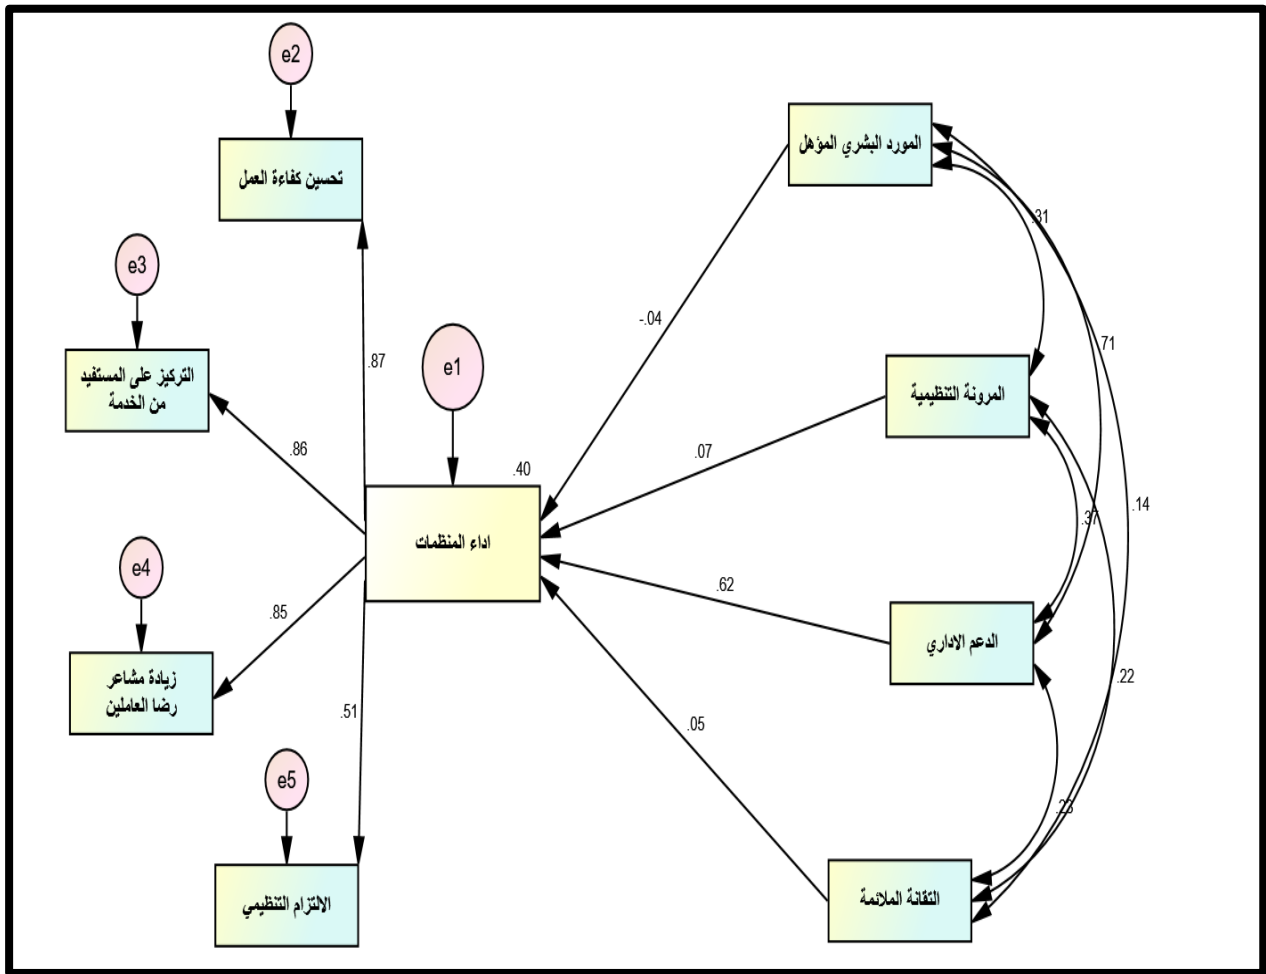 e2
المورد البشري المؤهل
تحسين كفاءة العمل
.31
e3
-.04
e1
.71
.87
التركيز على المستفيد
من الخدمة
المرونة التنظيمية
.86
.07
.40
.37
.14
اداء المنظمات
e4
.62
.85
الدعم الاداري
زيادة مشاعر
رضا العاملين
.22
.51
.05
e5
.23
الالتزام التنظيمي
التقانة الملائمة